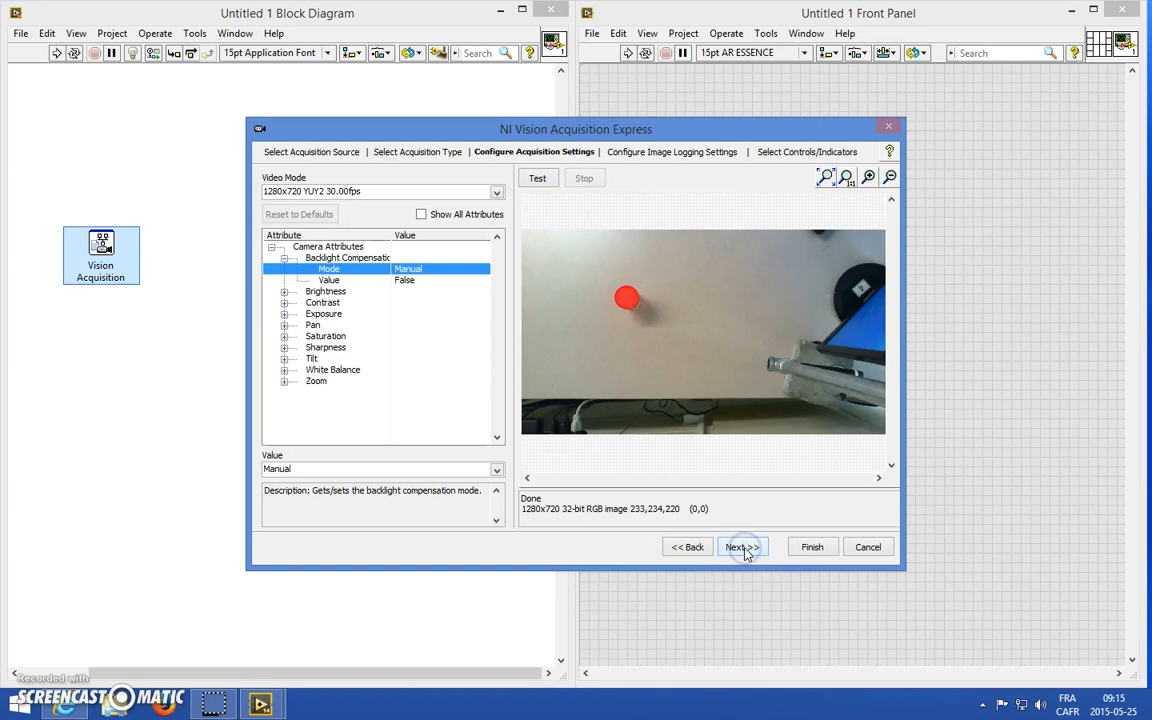 Untitled 1 Block Diagram
File Edit View Project Operate Tools Window Help
15pt Application Font
Search
Untitled 1 Front Panel
File Edit View Project Operate Tools Window Help
15pt AR ESSENCE
Search
Vision
Acquisition
NI Vision Acquisition Express
Select Acquisition Source | Select Acquisition Type | Configure Acquisition Settings | Configure Image Logging Settings | Select Controls/Indicators
Video Mode
1280x720 YUY2 30.00fps
Reset to Defaults
Show All Attributes
Attribute Value
Camera Attributes
Backlight Compensatic
Mode Manual
Value False
Brightness
Contrast
Exposure
Pan
Saturation
Sharpness
Tilt
White Balance
Zoom
Value
Manual
Description: Gets/sets the backlight compensation mode.
Test Stop
1:1
4
Done
1280x720 32-bit RGB image 233,234,220 (0,0)
<< Back Next >> Finish Cancel
Recorded with
SCREENCAST-O-MATIC
FRA
CAFR
09:15
2015-05-25